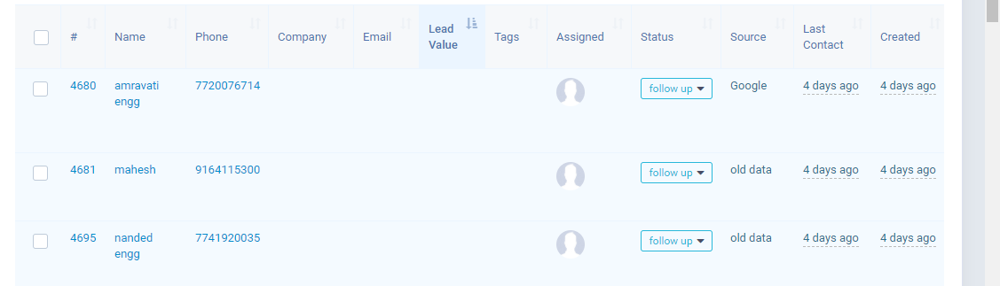 # Name Phone Company Email Lead Value Tags Assigned Status Source Last Contact Created
4680 amravati engg 7720076714 follow up Google 4 days ago 4 days ago
4681 mahesh 9164115300 follow up old data 4 days ago 4 days ago
4695 nanded engg 7741920035 follow up old data 4 days ago 4 days ago